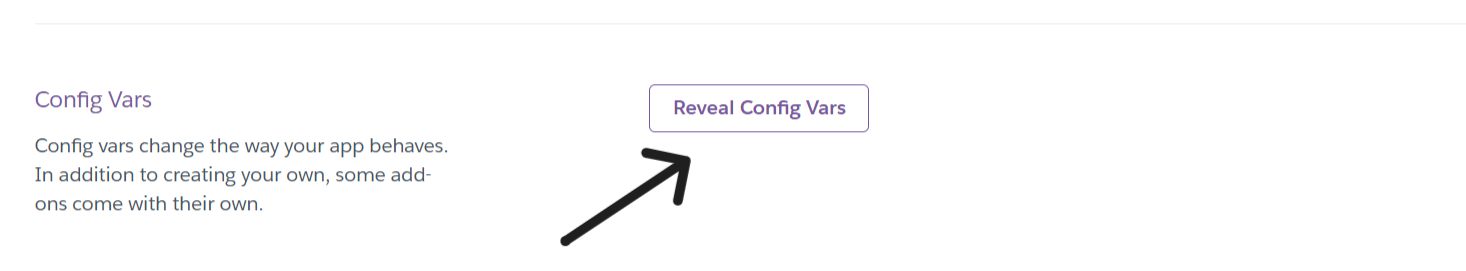 Config Vars
Reveal Config Vars
Config vars change the way your app behaves.
In addition to creating your own, some add-
ons come with their own.